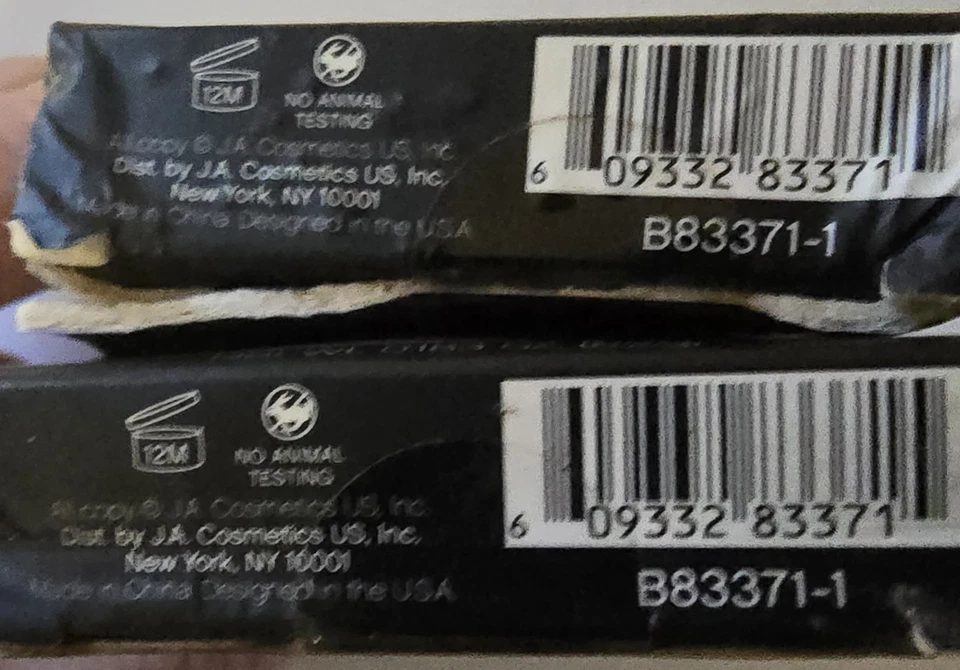 12M
NO ANIMAL
TESTING
All copy © J.A. Cosmetics US, Inc.
Dist. by J.A. Cosmetics US, Inc.
New York, NY 10001
Made in China Designed in the USA
6 09332 83371
B83371-1
12M
NO ANIMAL
TESTING
All copy © J.A. Cosmetics US, Inc.
Dist. by J.A. Cosmetics US, Inc.
New York, NY 10001
Made in China Designed in the USA
6 09332 83371
B83371-1